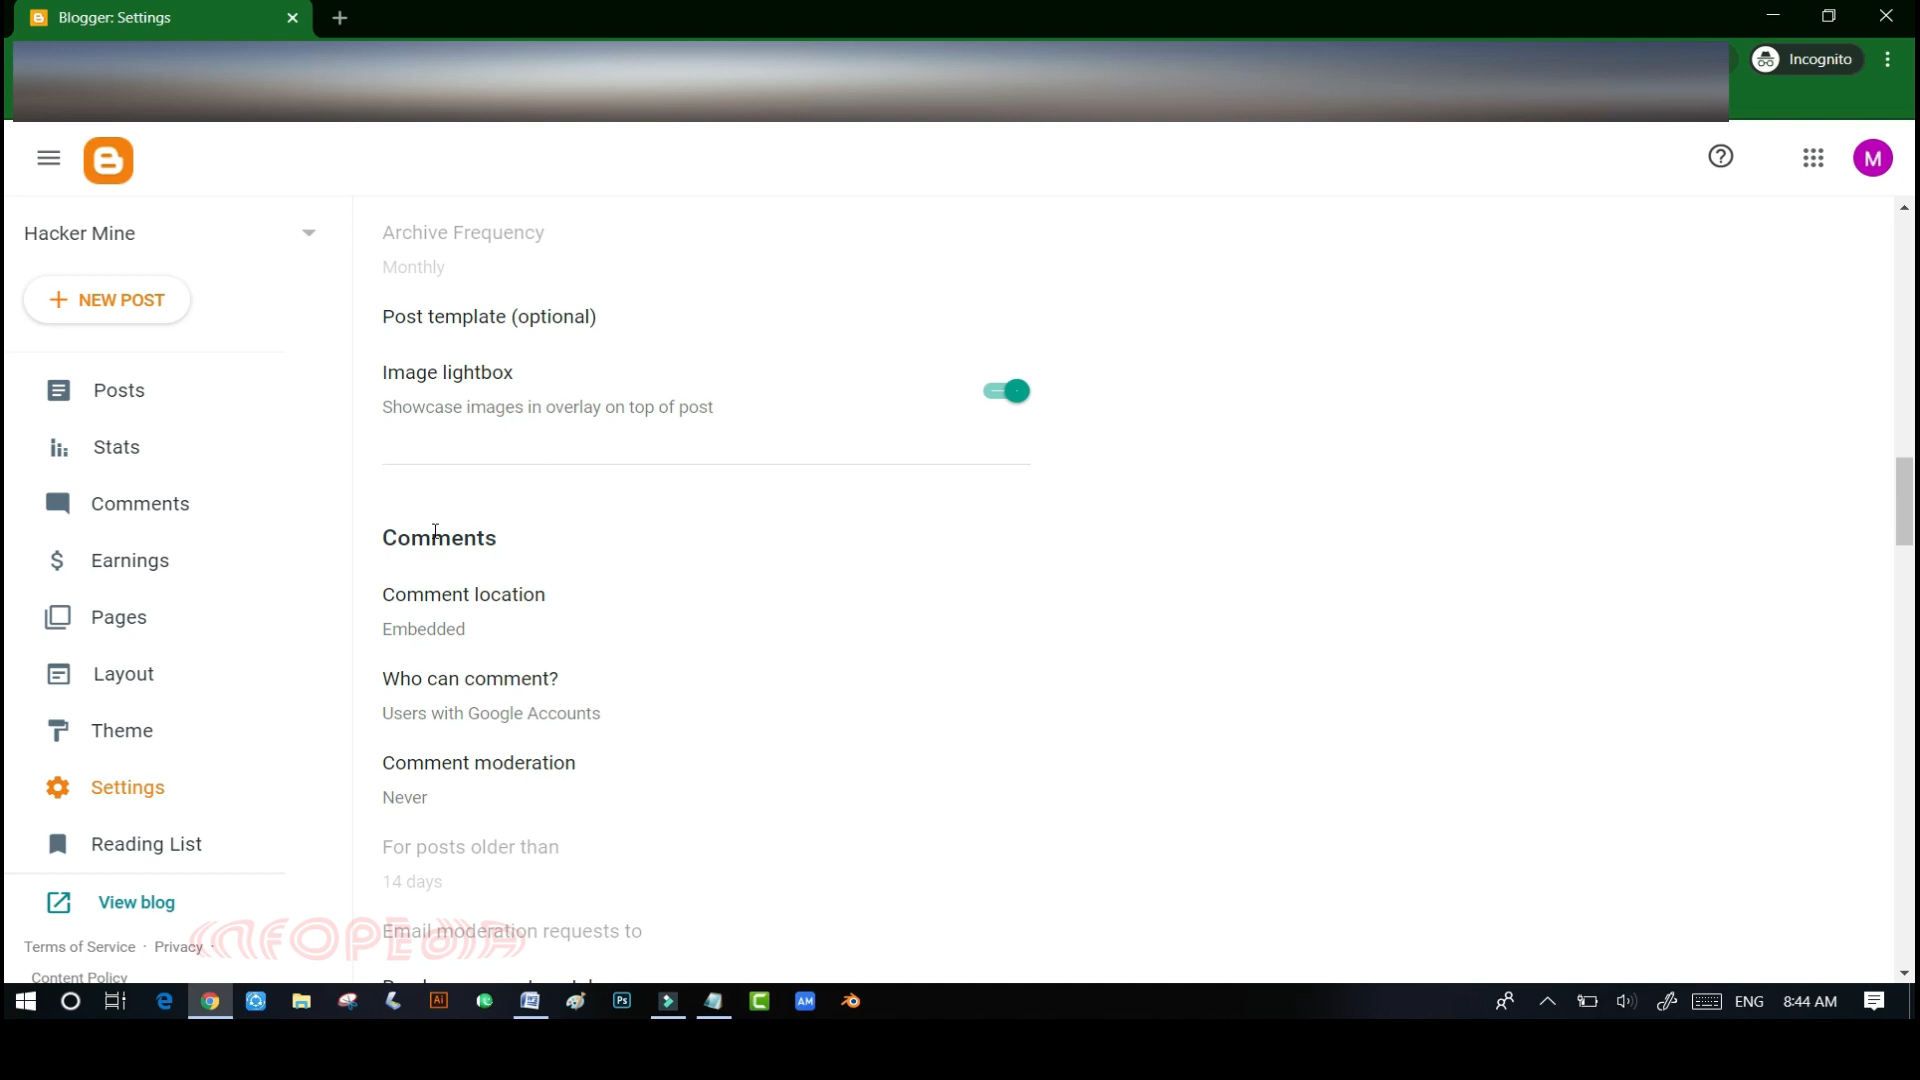 Blogger: Settings
Incognito
M
Hacker Mine
NEW POST
Posts
Stats
Comments
Earnings
Pages
Layout
Theme
Settings
Reading List
View blog
Terms of Service · Privacy ·
Content Policy
Archive Frequency
Monthly
Post template (optional)
Image lightbox
Showcase images in overlay on top of post
Comments
Comment location
Embedded
Who can comment?
Users with Google Accounts
Comment moderation
Never
For posts older than
14 days
Email moderation requests to
Ai
Ps
AM
ENG
8:44 AM